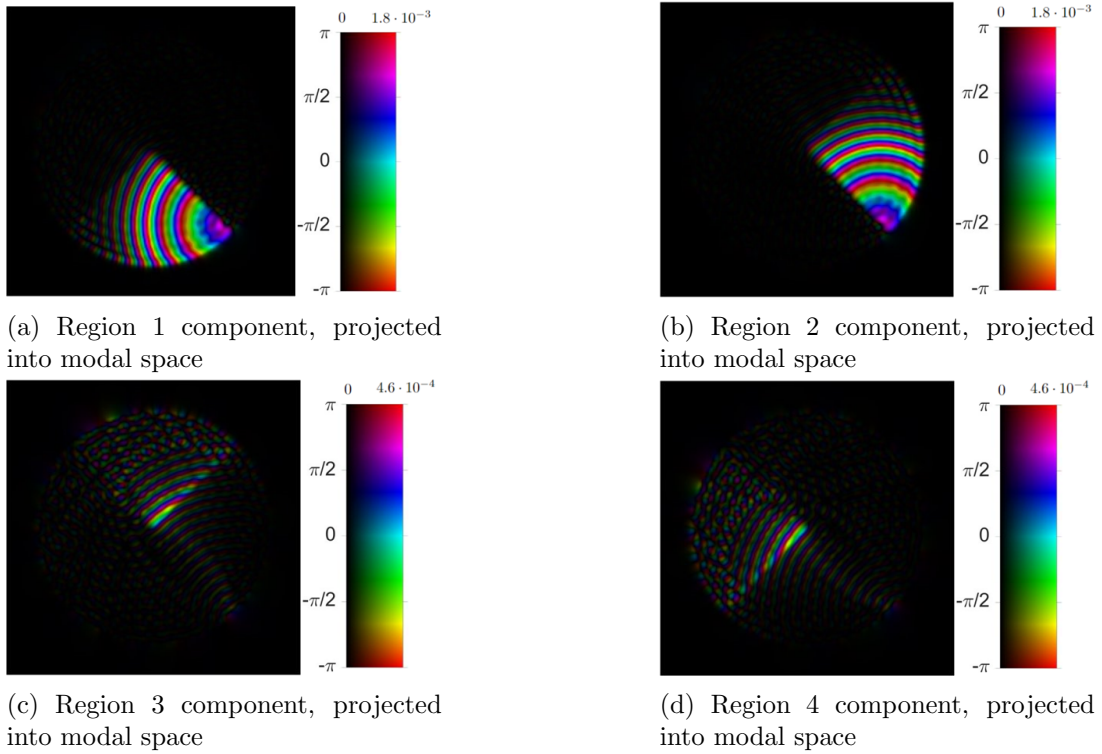 0 1.8 · 10⁻³
π
π/2
0
-π/2
-π
(a) Region 1 component, projected
into modal space
0 1.8 · 10⁻³
π
π/2
0
-π/2
-π
(b) Region 2 component, projected
into modal space
0 4.6 · 10⁻⁴
π
π/2
0
-π/2
-π
(c) Region 3 component, projected
into modal space
0 4.6 · 10⁻⁴
π
π/2
0
-π/2
-π
(d) Region 4 component, projected
into modal space